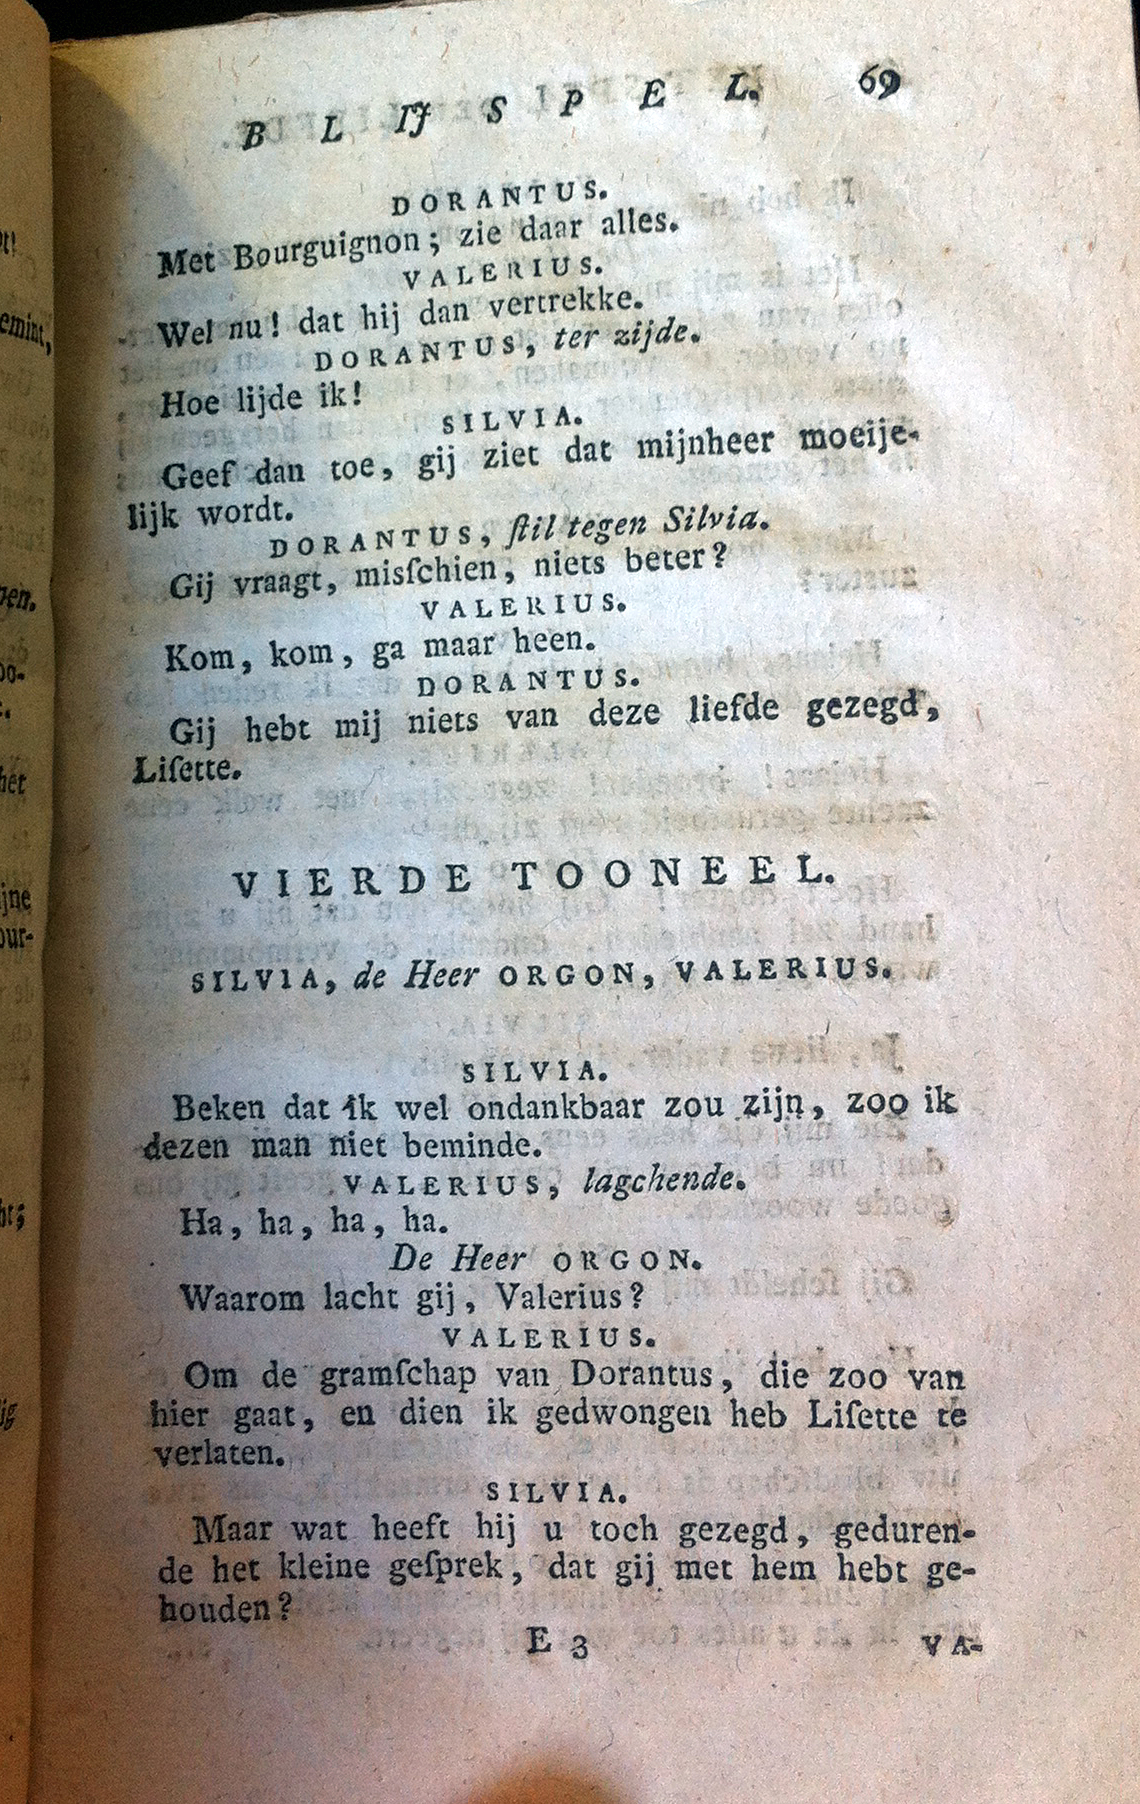 BLIJSPEL. 69
DORANTUS.
Met Bourguignon; zie daar alles.
VALERIUS.
Wel nu! dat hij dan vertrekke.
DORANTUS, ter zijde.
Hoe lijde ik!
SILVIA.
Geef dan toe, gij ziet dat mijnheer moeije-
lijk wordt.
DORANTUS, ſtil tegen Silvia.
Gij vraagt, misſchien, niets beter?
VALERIUS.
Kom, kom, ga maar heen.
DORANTUS.
Gij hebt mij niets van deze liefde gezegd,
Liſette.
VIERDE TOONEEL.
SILVIA, de Heer ORGON, VALERIUS.
SILVIA.
Beken dat ik wel ondankbaar zou zijn, zoo ik
dezen man niet beminde.
VALERIUS, lagchende.
Ha, ha, ha, ha.
De Heer ORGON.
Waarom lacht gij, Valerius?
VALERIUS.
Om de gramſchap van Dorantus, die zoo van
hier gaat, en dien ik gedwongen heb Liſette te
verlaten.
SILVIA.
Maar wat heeft hij u toch gezegd, geduren-
de het kleine geſprek, dat gij met hem hebt ge-
houden?
E 3 VA-